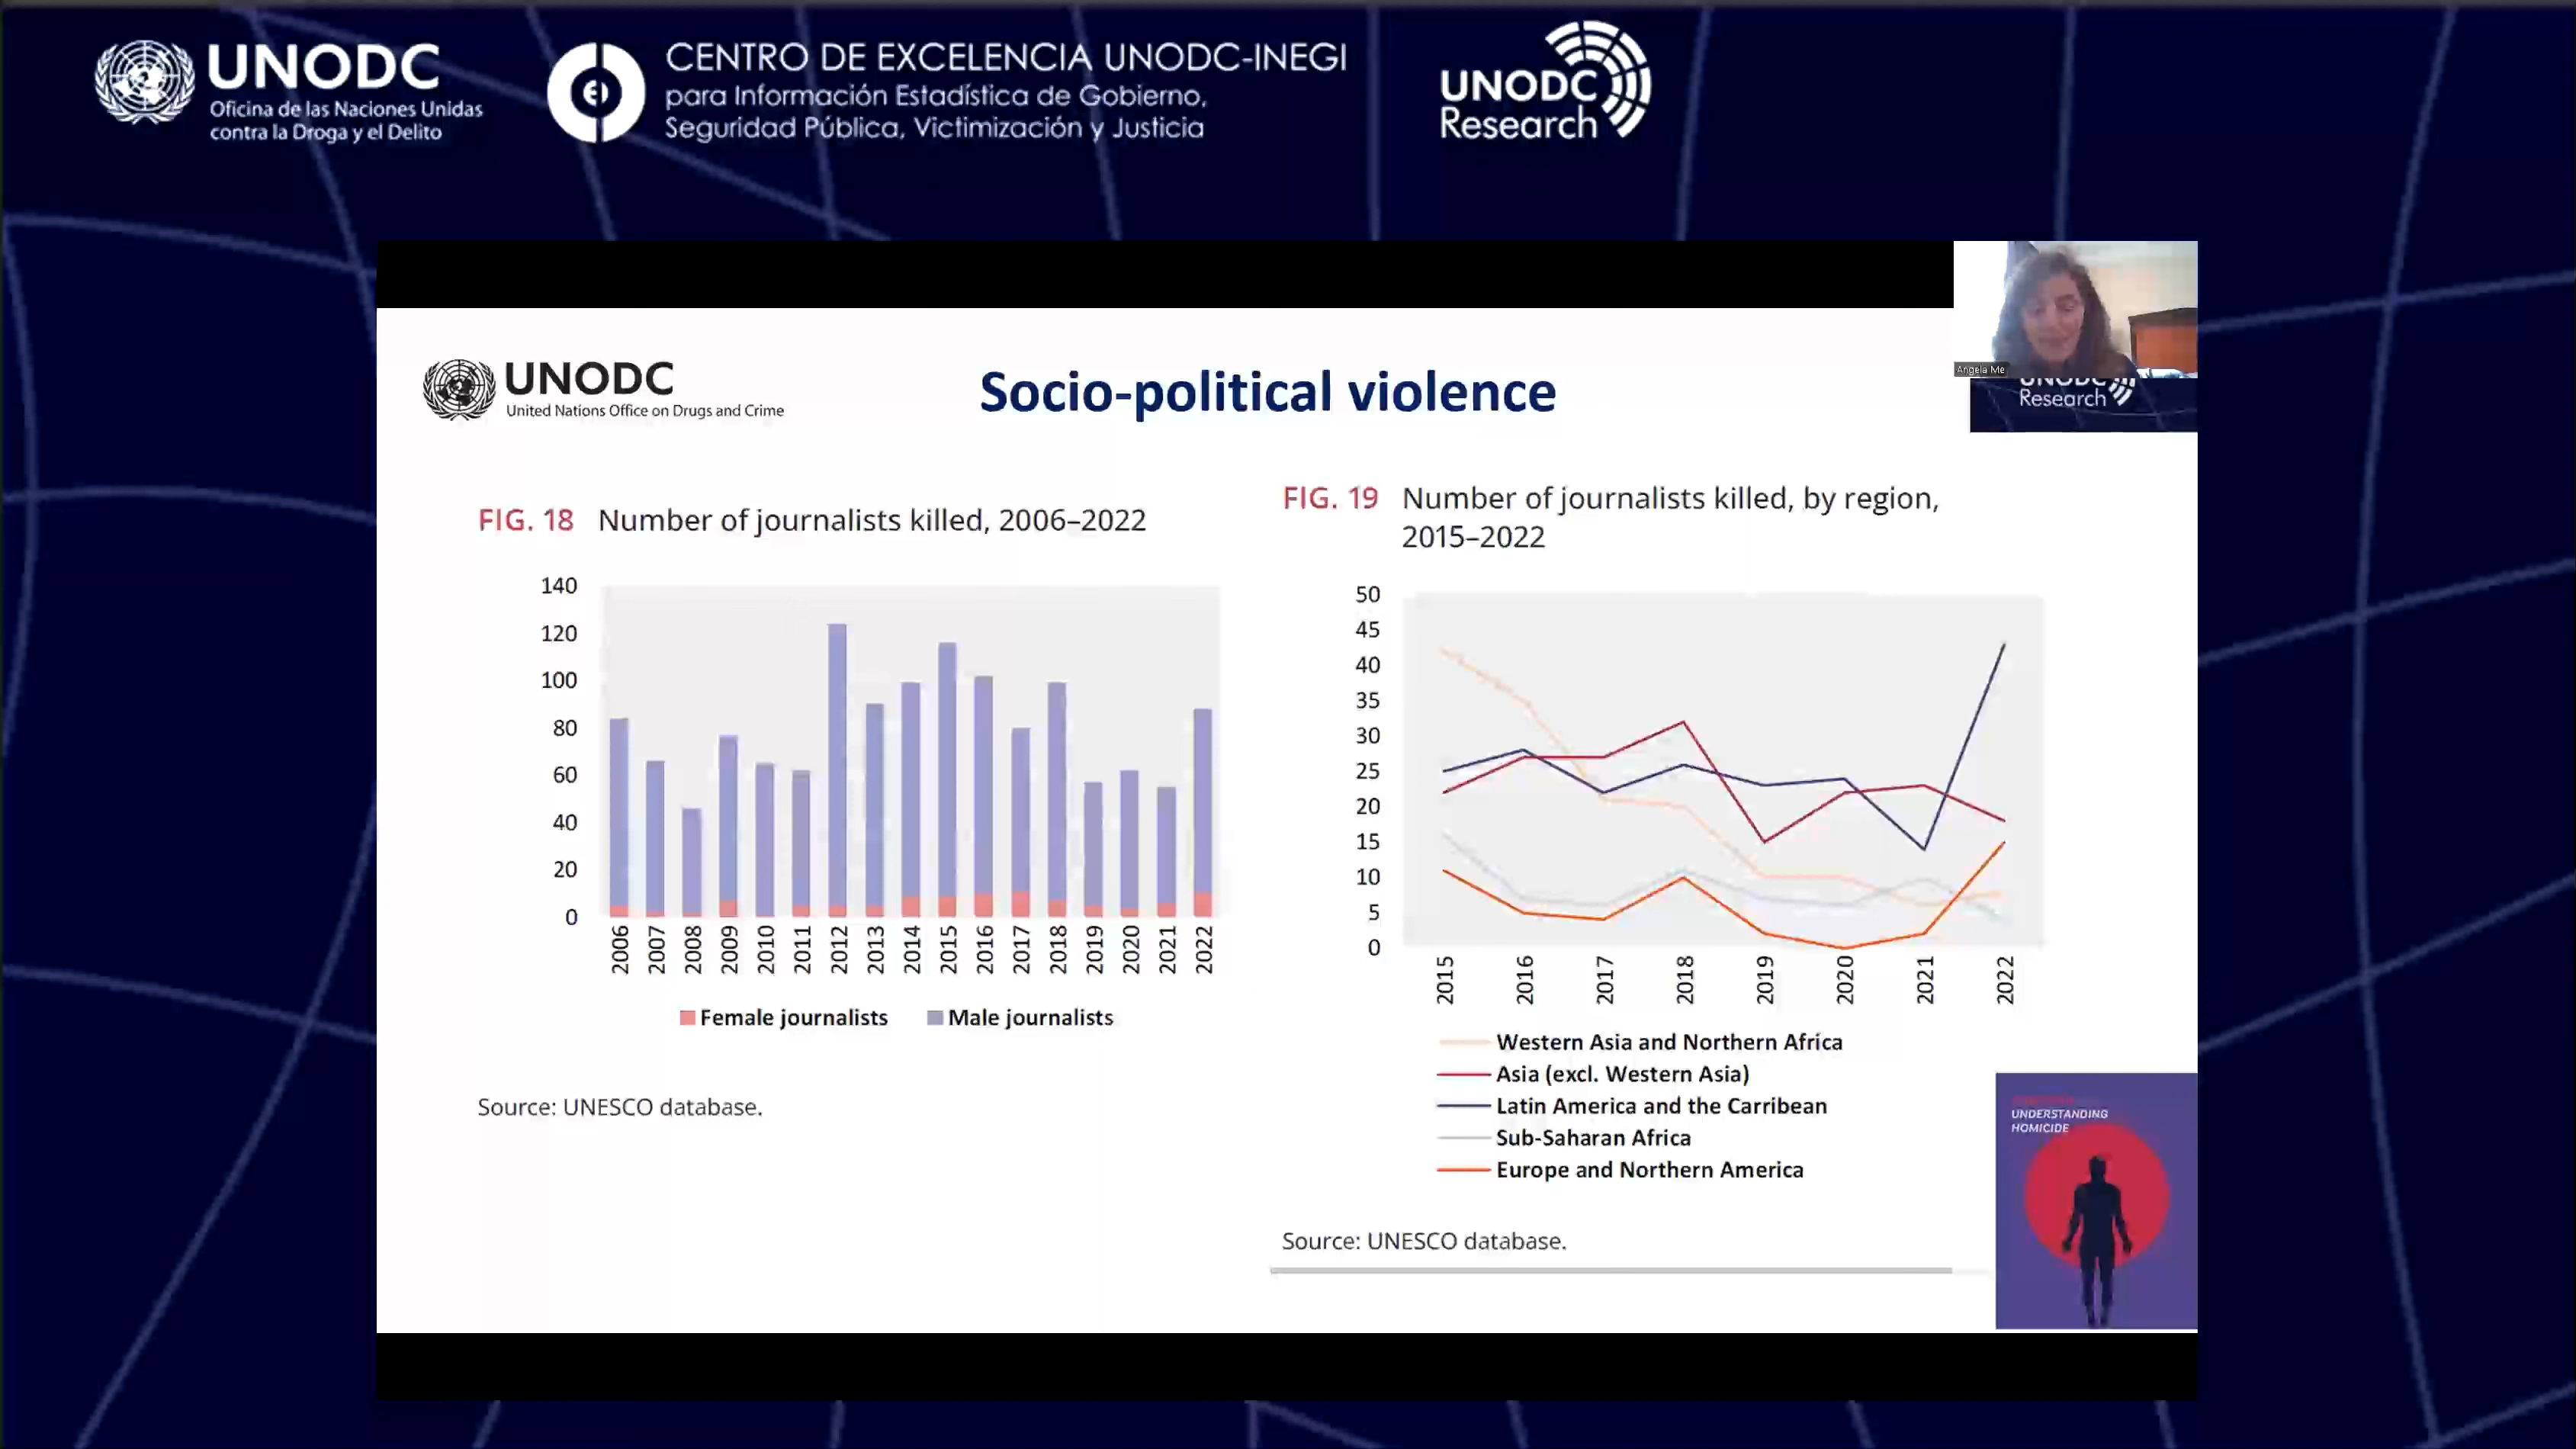 UNODC
Oficina de las Naciones Unidas
contra la Droga y el Delito
CENTRO DE EXCELENCIA UNODC-INEGI
para Información Estadística de Gobierno,
Seguridad Pública, Victimización y Justicia
UNODC
Research
Angela Me
UNODC
Research
UNODC
United Nations Office on Drugs and Crime
Socio-political violence
FIG. 18 Number of journalists killed, 2006–2022
140
120
100
80
60
40
20
0
2006 2007 2008 2009 2010 2011 2012 2013 2014 2015 2016 2017 2018 2019 2020 2021 2022
Female journalists Male journalists
Source: UNESCO database.
FIG. 19 Number of journalists killed, by region,
2015–2022
50
45
40
35
30
25
20
15
10
5
0
2015 2016 2017 2018 2019 2020 2021 2022
Western Asia and Northern Africa
Asia (excl. Western Asia)
Latin America and the Carribean
Sub-Saharan Africa
Europe and Northern America
Source: UNESCO database.
UNDERSTANDING
HOMICIDE